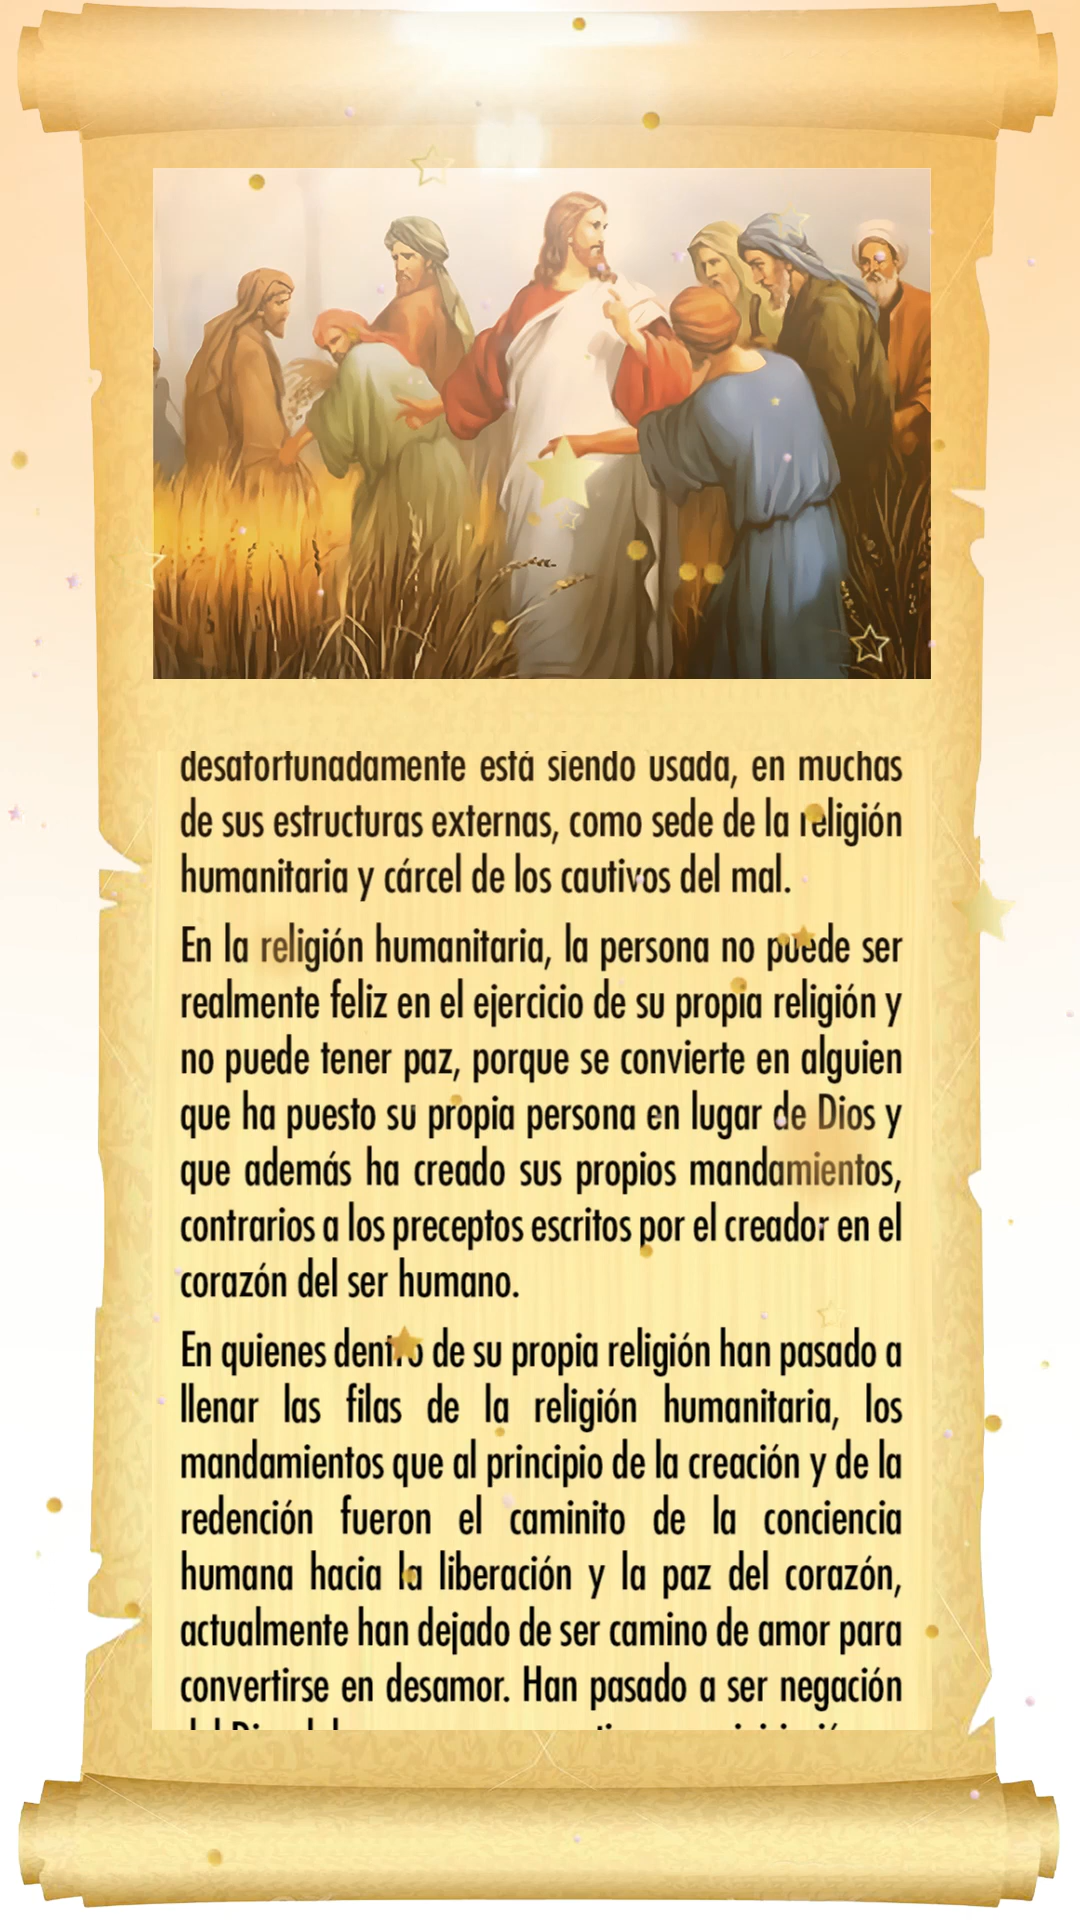 desafortunadamente está siendo usada, en muchas
de sus estructuras externas, como sede de la religión
humanitaria y cárcel de los cautivos del mal.
En la religión humanitaria, la persona no puede ser
realmente feliz en el ejercicio de su propia religión y
no puede tener paz, porque se convierte en alguien
que ha puesto su propia persona en lugar de Dios y
que además ha creado sus propios mandamientos,
contrarios a los preceptos escritos por el creador en el
corazón del ser humano.
En quienes dentro de su propia religión han pasado a
llenar las filas de la religión humanitaria, los
mandamientos que al principio de la creación y de la
redención fueron el caminito de la conciencia
humana hacia la liberación y la paz del corazón,
actualmente han dejado de ser camino de amor para
convertirse en desamor. Han pasado a ser negación